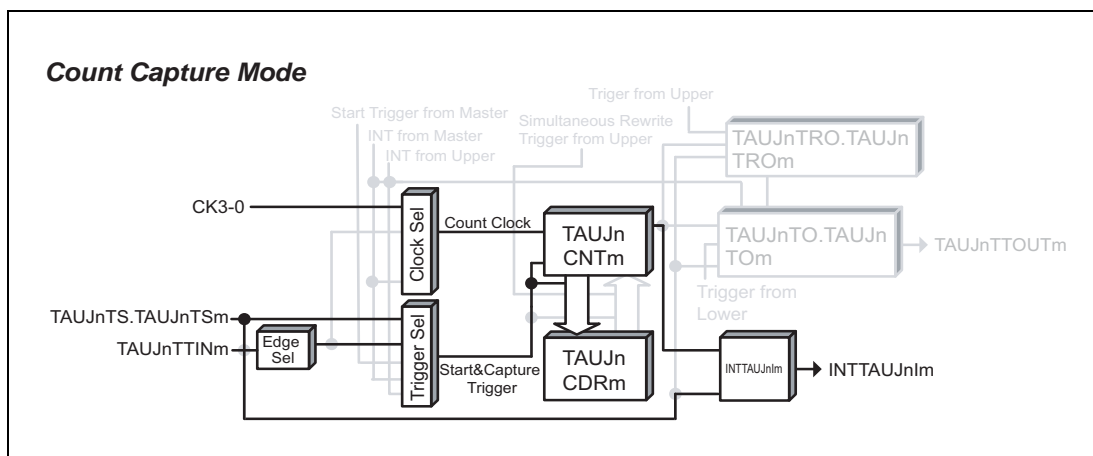 Count Capture Mode
Triger from Upper
Start Trigger from Master
Simultaneous Rewrite
Trigger from Upper
INT from Master
INT from Upper
TAUJnTRO.TAUJn
TROm
CK3-0
Clock Sel
Count Clock
TAUJn
CNTm
TAUJnTO.TAUJn
TOm
TAUJnTTOUTm
Trigger from
Lower
TAUJnTS.TAUJnTSm
TAUJnTTINm
Edge
Sel
Trigger Sel
Start&Capture
Trigger
TAUJn
CDRm
INTTAUJnIm
INTTAUJnIm